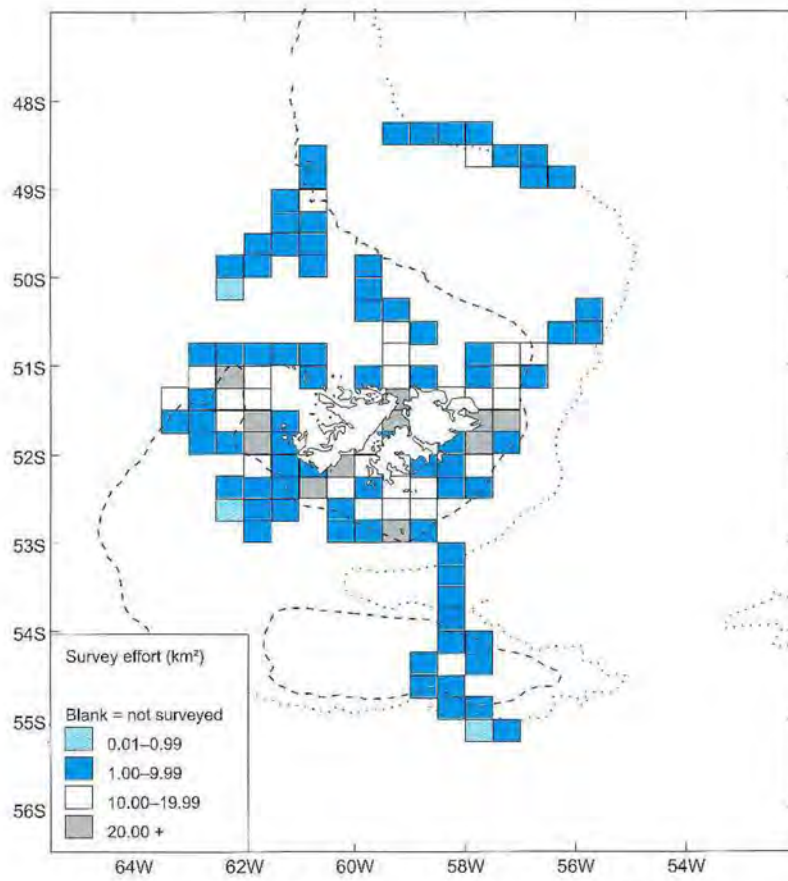 48S
49S
50S
51S
52S
53S
54S
55S
56S
Survey effort (km²)
Blank = not surveyed
0.01–0.99
1.00–9.99
10.00–19.99
20.00 +
64W 62W 60W 58W 56W 54W